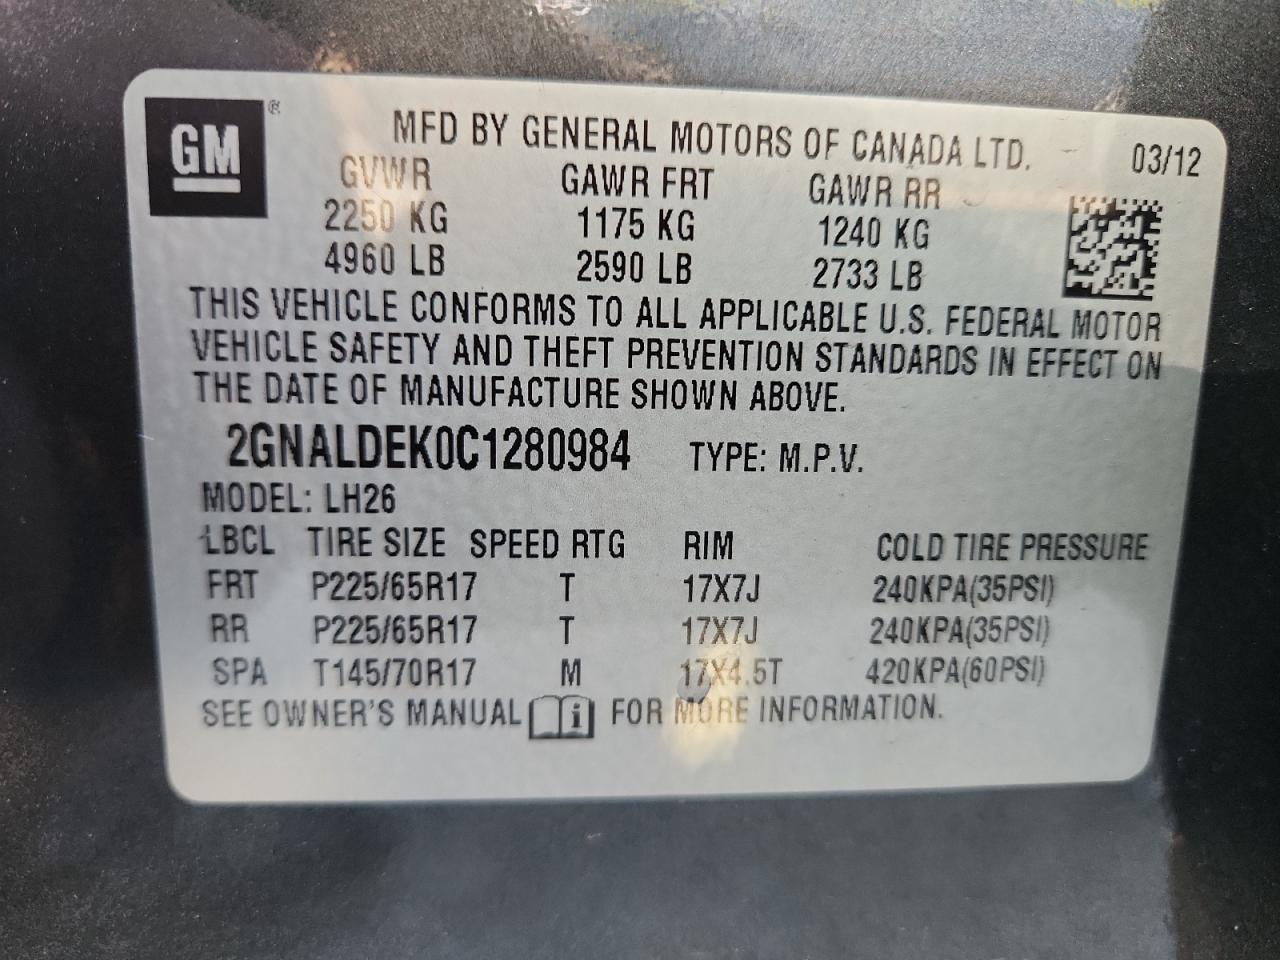 GM®
MFD BY GENERAL MOTORS OF CANADA LTD. 03/12
GVWR GAWR FRT GAWR RR
2250 KG 1175 KG 1240 KG
4960 LB 2590 LB 2733 LB
THIS VEHICLE CONFORMS TO ALL APPLICABLE U.S. FEDERAL MOTOR
VEHICLE SAFETY AND THEFT PREVENTION STANDARDS IN EFFECT ON
THE DATE OF MANUFACTURE SHOWN ABOVE.
2GNALDEK0C1280984 TYPE: M.P.V.
MODEL: LH26
LBCL TIRE SIZE SPEED RTG RIM COLD TIRE PRESSURE
FRT P225/65R17 T 17X7J 240KPA(35PSI)
RR P225/65R17 T 17X7J 240KPA(35PSI)
SPA T145/70R17 M 17X4.5T 420KPA(60PSI)
SEE OWNER'S MANUAL i FOR MORE INFORMATION.